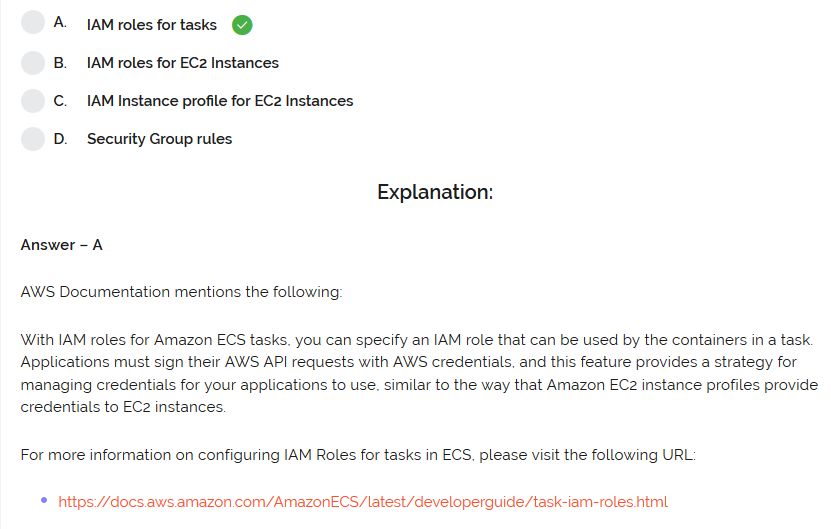 A. IAM roles for tasks
B. IAM roles for EC2 Instances
C. IAM Instance profile for EC2 Instances
D. Security Group rules
Explanation:
Answer – A
AWS Documentation mentions the following:
With IAM roles for Amazon ECS tasks, you can specify an IAM role that can be used by the containers in a task.
Applications must sign their AWS API requests with AWS credentials, and this feature provides a strategy for
managing credentials for your applications to use, similar to the way that Amazon EC2 instance profiles provide
credentials to EC2 instances.
For more information on configuring IAM Roles for tasks in ECS, please visit the following URL:
• https://docs.aws.amazon.com/AmazonECS/latest/developerguide/task-iam-roles.html